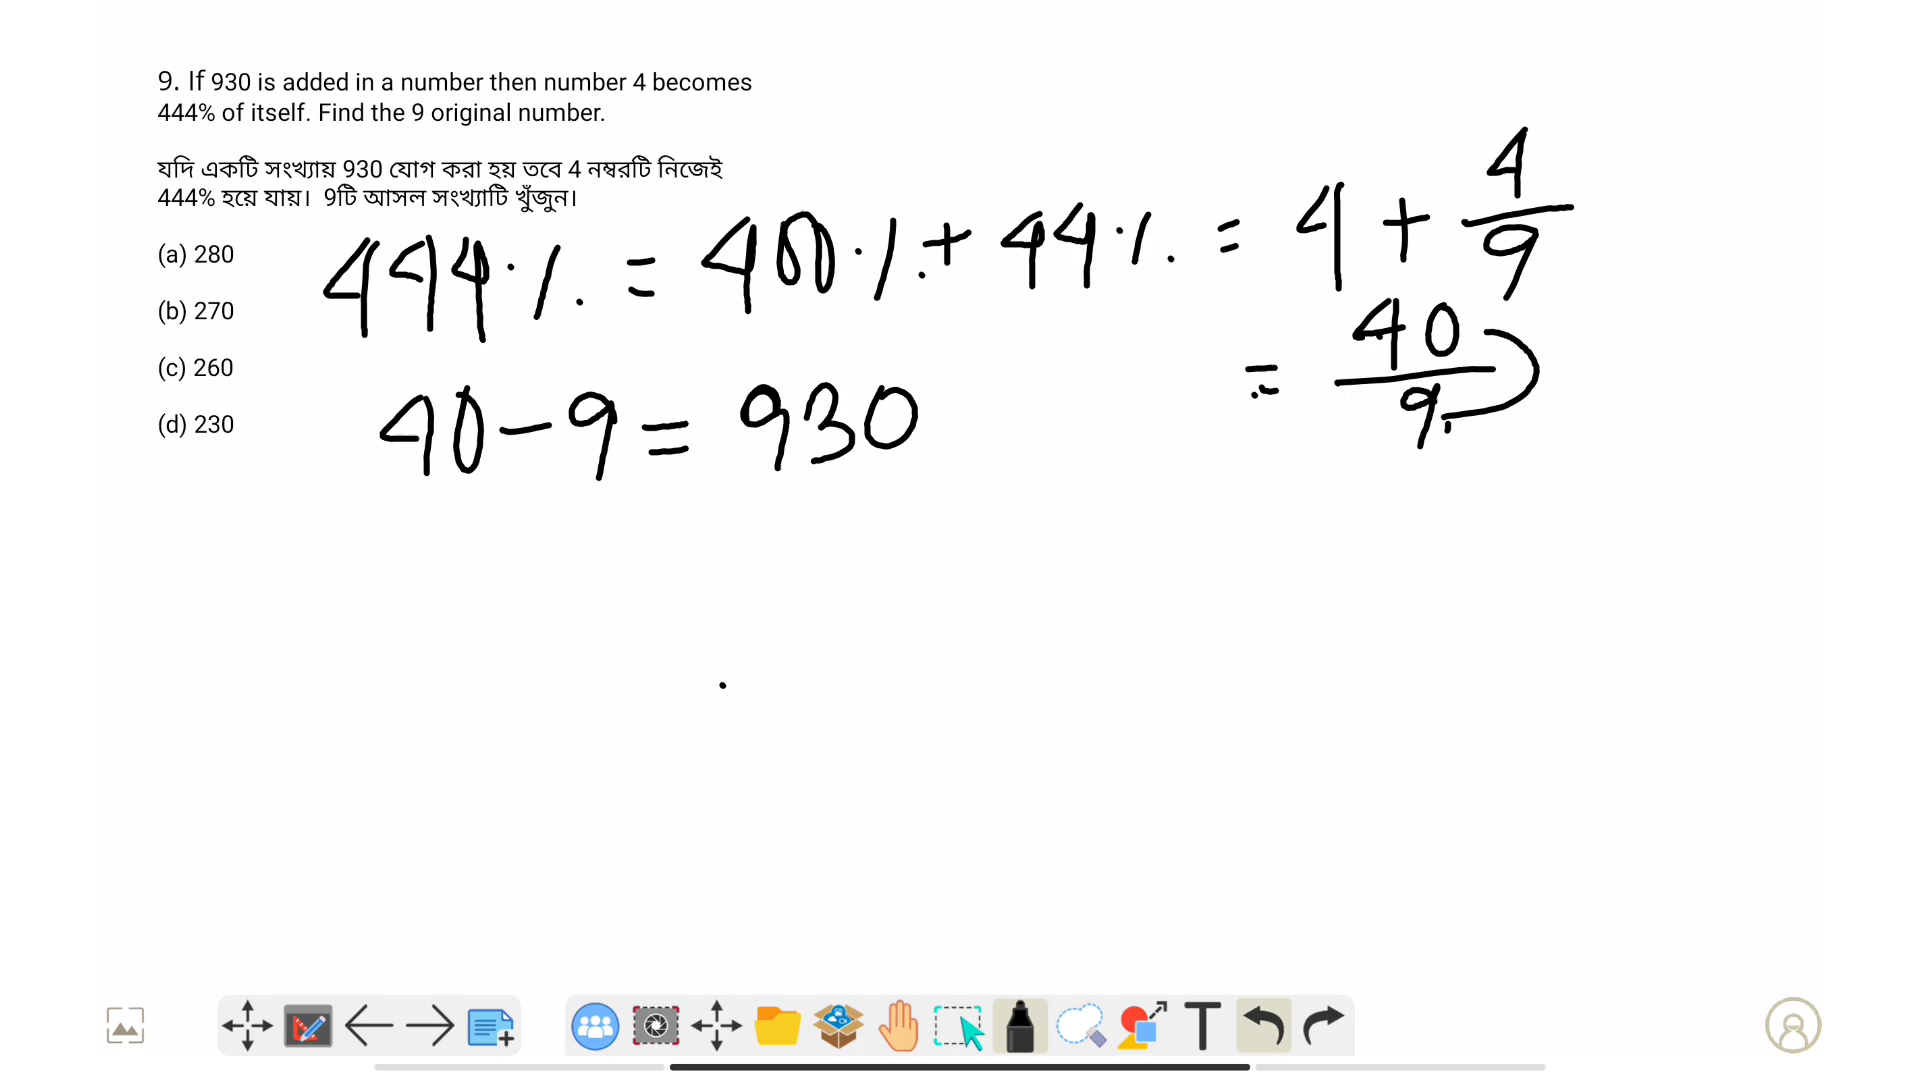 9. If 930 is added in a number then number 4 becomes
444% of itself. Find the 9 original number.
যদি একটি সংখ্যায় 930 যোগ করা হয় তবে 4 নম্বরটি নিজেই
444% হয়ে যায়। 9টি আসল সংখ্যাটি খুঁজুন।
(a) 280
(b) 270
(c) 260
(d) 230
444% = 400% + 44% = 4 + 4/9
= 40/9
40 - 9 = 930
T